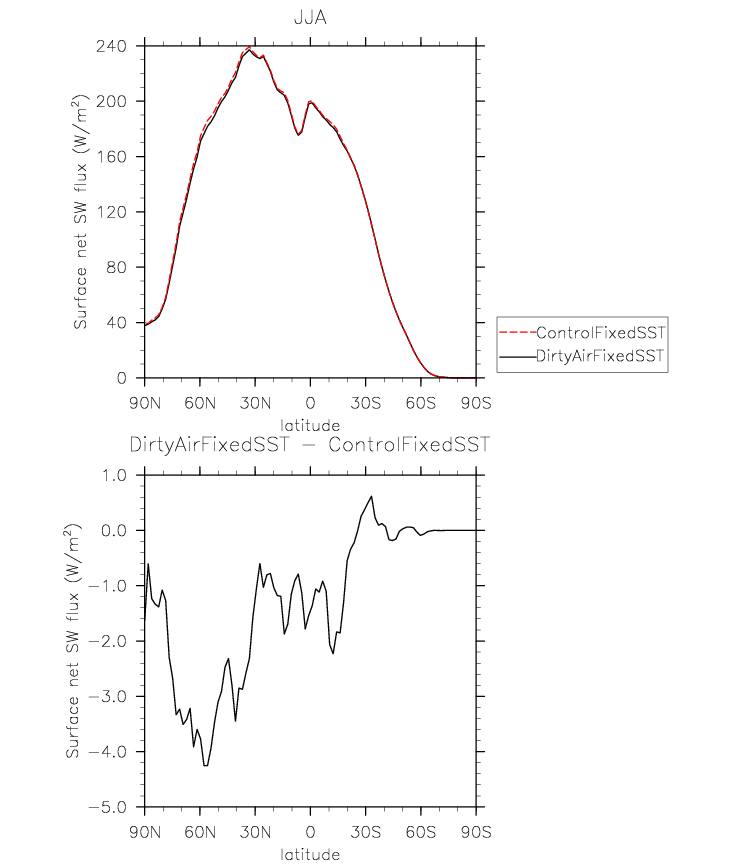 JJA
Surface net SW flux (W/m²)
240
200
160
120
80
40
0
90N 60N 30N 0 30S 60S 90S
latitude
ControlFixedSST
DirtyAirFixedSST
DirtyAirFixedSST − ControlFixedSST
Surface net SW flux (W/m²)
1.0
0.0
−1.0
−2.0
−3.0
−4.0
−5.0
90N 60N 30N 0 30S 60S 90S
latitude